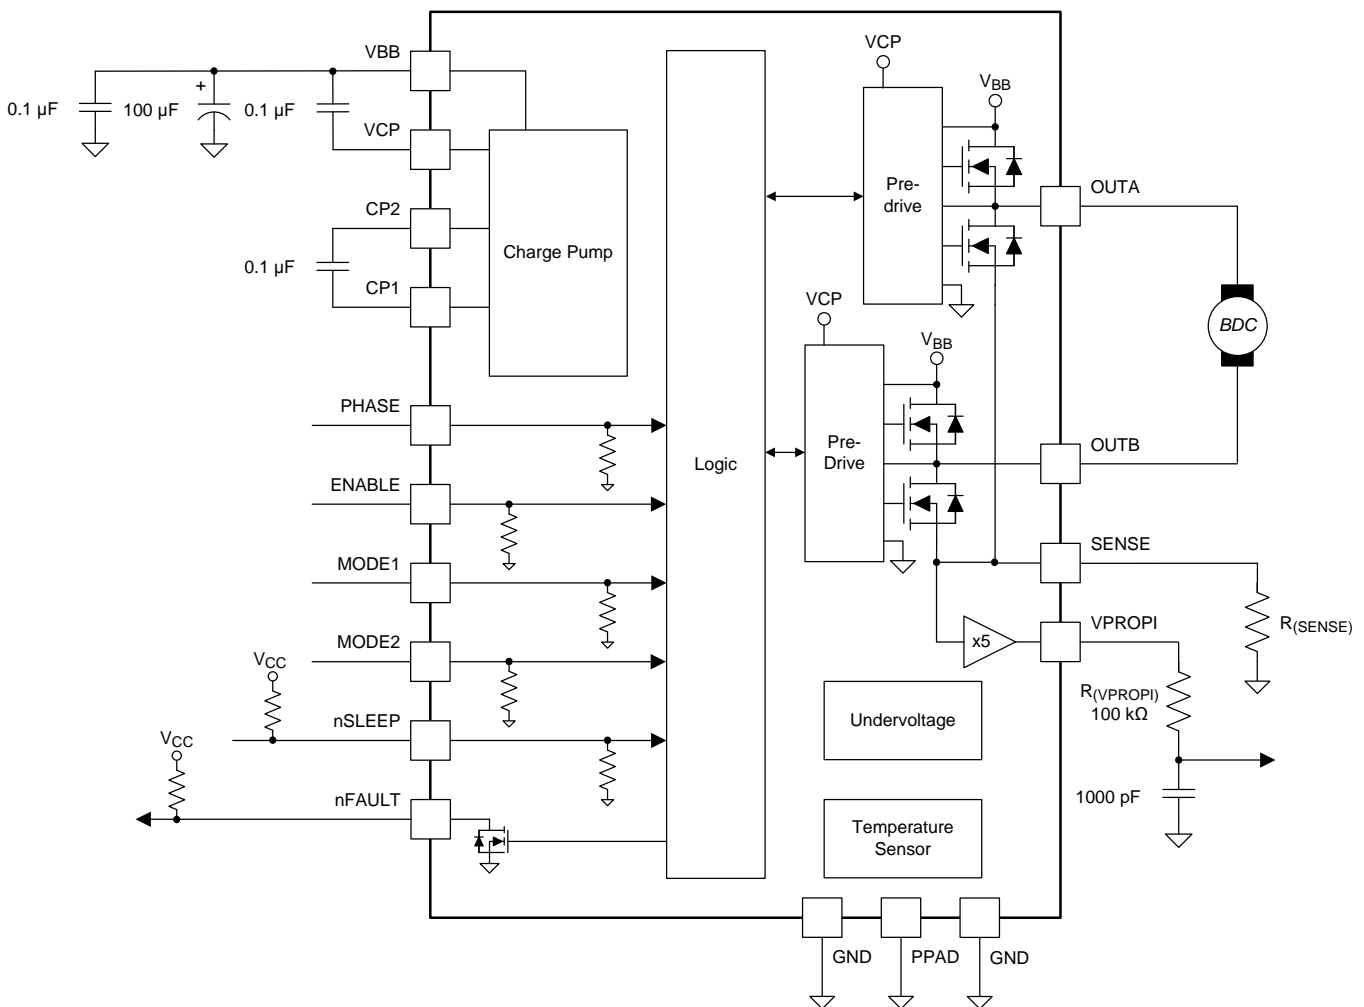 VBB
0.1 µF
100 µF
+
0.1 µF
VCP
CP2
0.1 µF
CP1
Charge Pump
PHASE
ENABLE
MODE1
MODE2
VCC
nSLEEP
VCC
nFAULT
Logic
VCP
VBB
Pre-
drive
OUTA
VCP
VBB
Pre-
Drive
BDC
OUTB
SENSE
R(SENSE)
x5
VPROPI
R(VPROPI)
100 kΩ
1000 pF
Undervoltage
Temperature
Sensor
GND
PPAD
GND